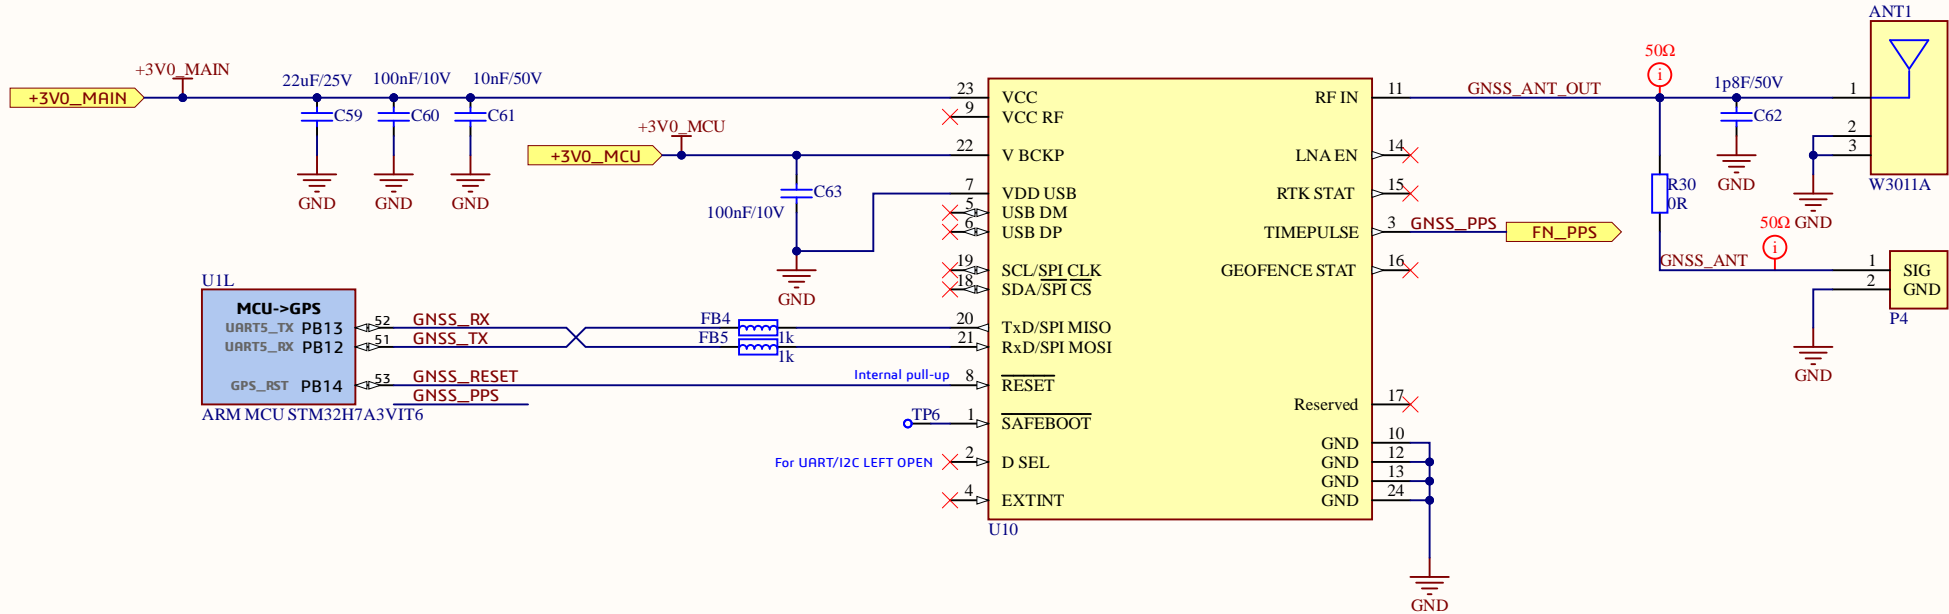 ANT1
+3V0_MAIN
22uF/25V
100nF/10V
10nF/50V
50Ω
i
1p8F/50V
+3V0_MAIN
C59
C60
C61
23
VCC
9
VCC RF
RF IN
11
GNSS_ANT_OUT
C62
1
2
3
W3011A
GND
GND
GND
+3V0_MCU
+3V0_MCU
22
V BCKP
LNA EN
14
GND
GND
R30
0R
C63
100nF/10V
7
VDD USB
5
USB DM
6
USB DP
RTK STAT
15
TIMEPULSE
3
GNSS_PPS
FN_PPS
50Ω
i
GNSS_ANT
19
SCL/SPI CLK
18
SDA/SPI CS
GEOFENCE STAT
16
1
SIG
2
GND
P4
GND
GND
U1L
MCU->GPS
UART5_TX PB13
52
GNSS_RX
FB4
1k
20
TxD/SPI MISO
UART5_RX PB12
51
GNSS_TX
FB5
1k
21
RxD/SPI MOSI
GPS_RST PB14
53
GNSS_RESET
Internal pull-up
8
RESET
GNSS_PPS
ARM MCU STM32H7A3VIT6
Reserved
17
TP6
1
SAFEBOOT
GND
10
For UART/I2C LEFT OPEN
2
D SEL
GND
12
GND
13
4
EXTINT
GND
24
U10
GND